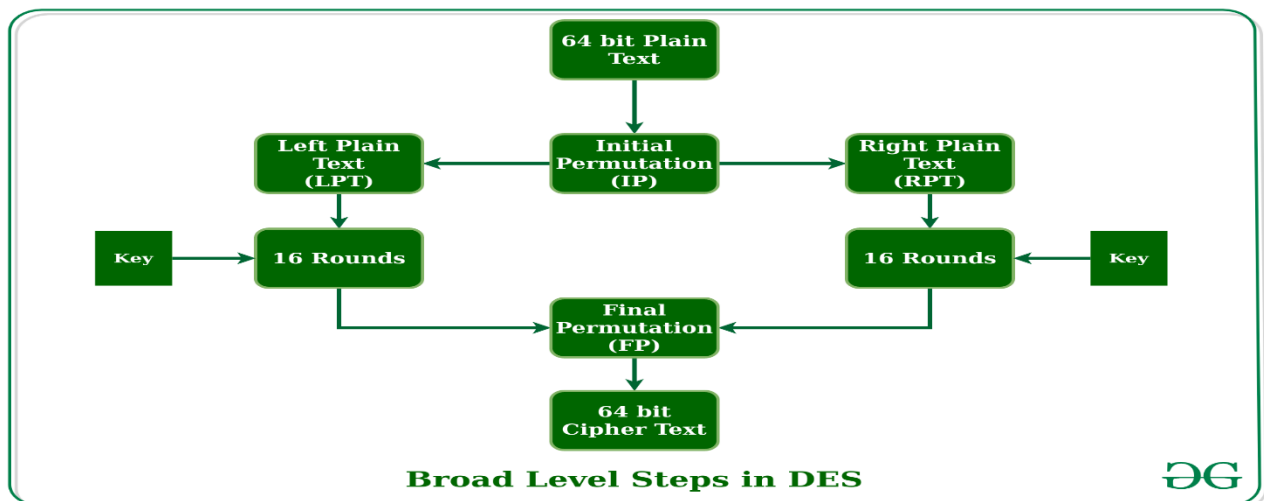 64 bit Plain
Text
Left Plain
Text
(LPT)
Initial
Permutation
(IP)
Right Plain
Text
(RPT)
Key
16 Rounds
16 Rounds
Key
Final
Permutation
(FP)
64 bit
Cipher Text
Broad Level Steps in DES
GG